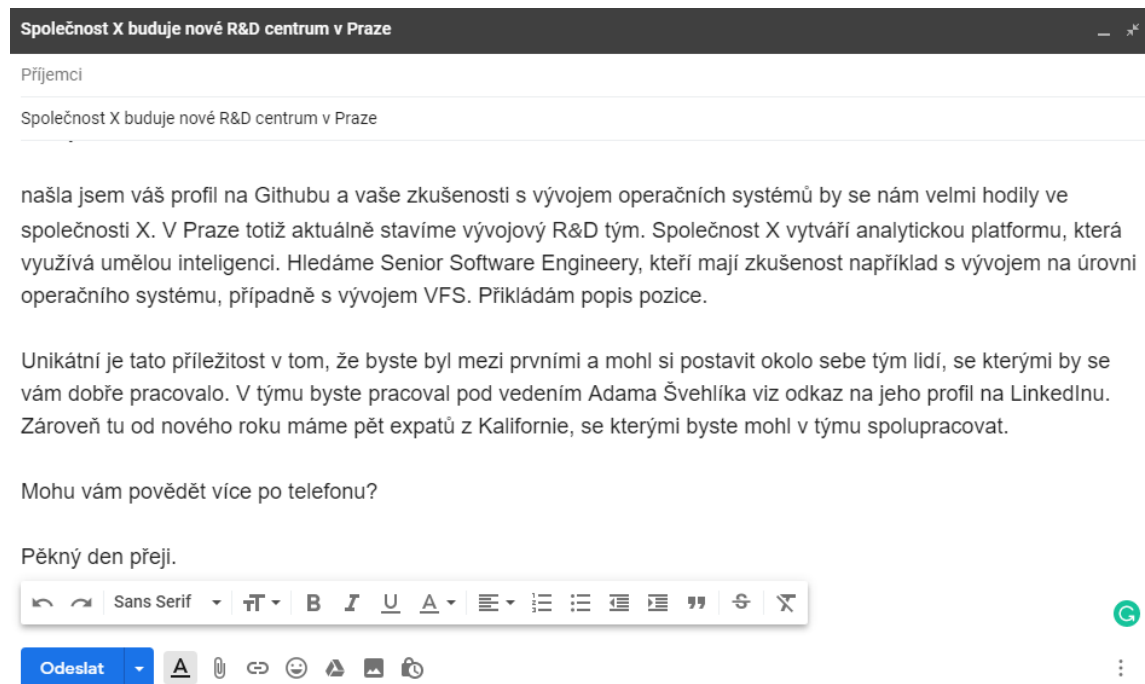 Společnost X buduje nové R&D centrum v Praze
Příjemci
Společnost X buduje nové R&D centrum v Praze
našla jsem váš profil na Githubu a vaše zkušenosti s vývojem operačních systémů by se nám velmi hodily ve
společnosti X. V Praze totiž aktuálně stavíme vývojový R&D tým. Společnost X vytváří analytickou platformu, která
využívá umělou inteligenci. Hledáme Senior Software Engineery, kteří mají zkušenost například s vývojem na úrovni
operačního systému, případně s vývojem VFS. Přikládám popis pozice.
Unikátní je tato příležitost v tom, že byste byl mezi prvními a mohl si postavit okolo sebe tým lidí, se kterými by se
vám dobře pracovalo. V týmu byste pracoval pod vedením Adama Švehlíka viz odkaz na jeho profil na LinkedInu.
Zároveň tu od nového roku máme pět expatů z Kalifornie, se kterými byste mohl v týmu spolupracovat.
Mohu vám povědět více po telefonu?
Pěkný den přeji.
Sans Serif
Odeslat